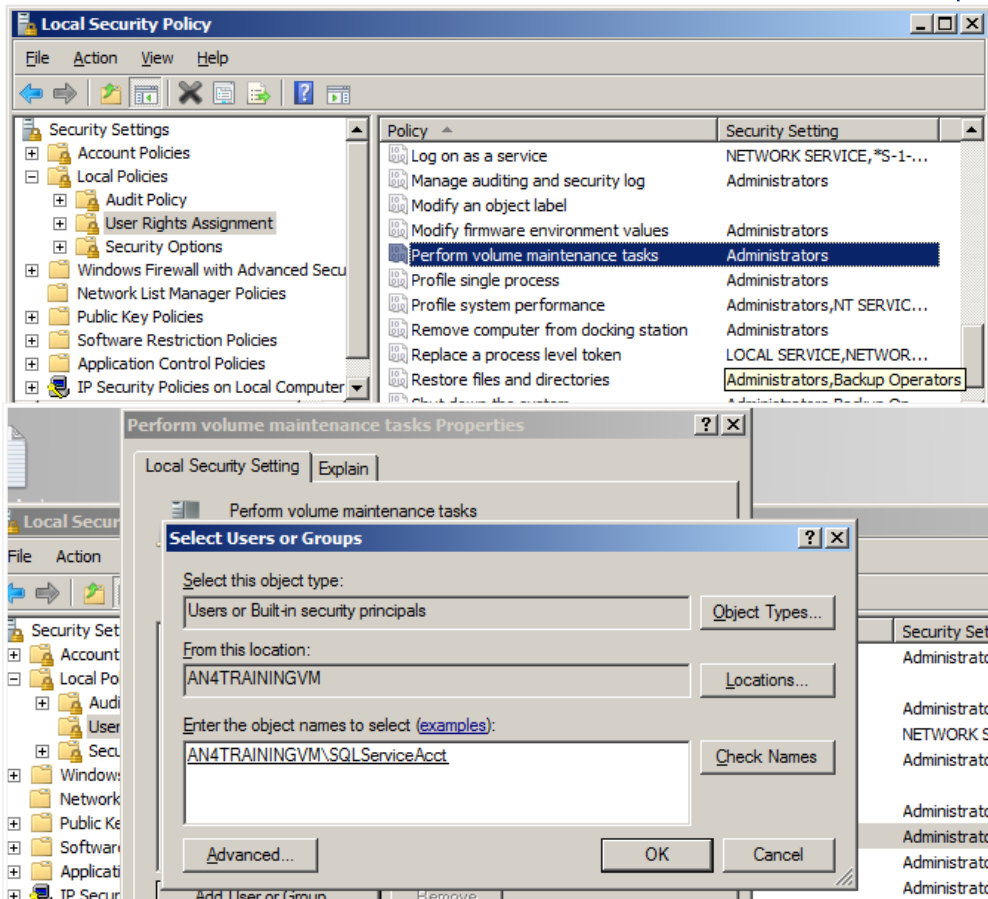 Local Security Policy
File Action View Help
Security Settings
Account Policies
Local Policies
Audit Policy
User Rights Assignment
Security Options
Windows Firewall with Advanced Secu
Network List Manager Policies
Public Key Policies
Software Restriction Policies
Application Control Policies
IP Security Policies on Local Computer
Policy Security Setting
Log on as a service NETWORK SERVICE,*S-1-...
Manage auditing and security log Administrators
Modify an object label
Modify firmware environment values Administrators
Perform volume maintenance tasks Administrators
Profile single process Administrators
Profile system performance Administrators,NT SERVIC...
Remove computer from docking station Administrators
Replace a process level token LOCAL SERVICE,NETWOR...
Restore files and directories Administrators,Backup Operators
Shut down the system Administrators,Backup Op...
Perform volume maintenance tasks Properties
Local Security Setting Explain
Perform volume maintenance tasks
Local Secur
File Action
Security Set
Account
Local Po
Audi
User
Secu
Windows
Network
Public Ke
Softwar
Applicati
IP Secur
Select Users or Groups
Select this object type:
Users or Built-in security principals Object Types...
From this location:
AN4TRAININGVM Locations...
Enter the object names to select (examples):
AN4TRAININGVM\SQLServiceAcct Check Names
Advanced... OK Cancel
Add User or Group... Remove
Security Set
Administrato
Administrato
NETWORK S
Administrato
Administrato
Administrato
Administrato
Administrato